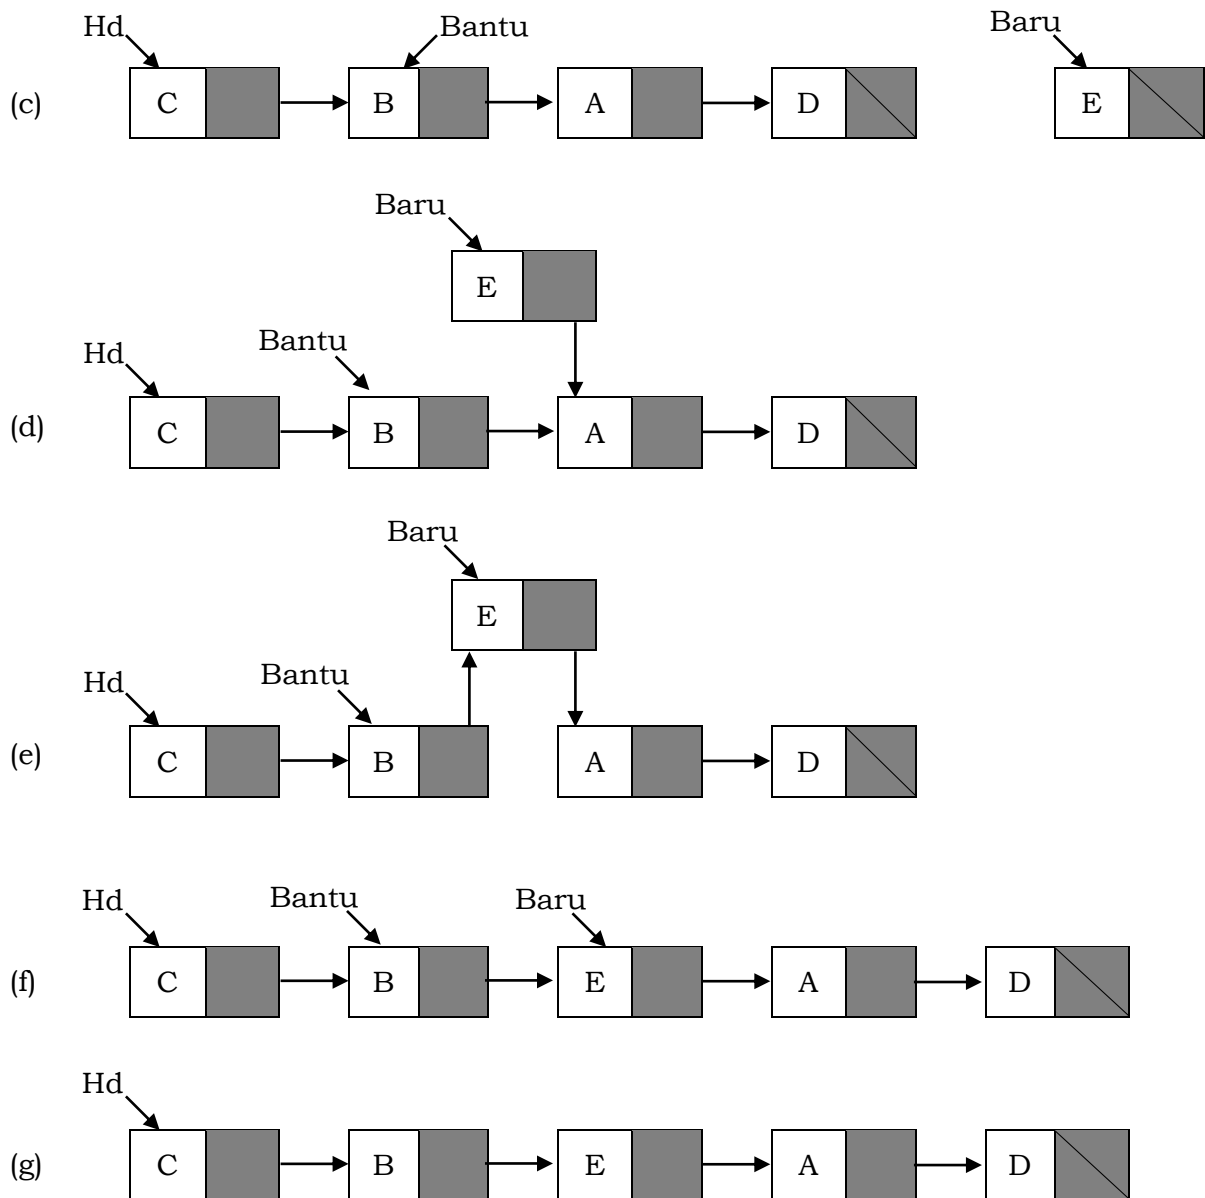 Hd Bantu Baru
(c) C B A D E
Baru
E
Hd Bantu
(d) C B A D
Baru
E
Hd Bantu
(e) C B A D
Hd Bantu Baru
(f) C B E A D
Hd
(g) C B E A D